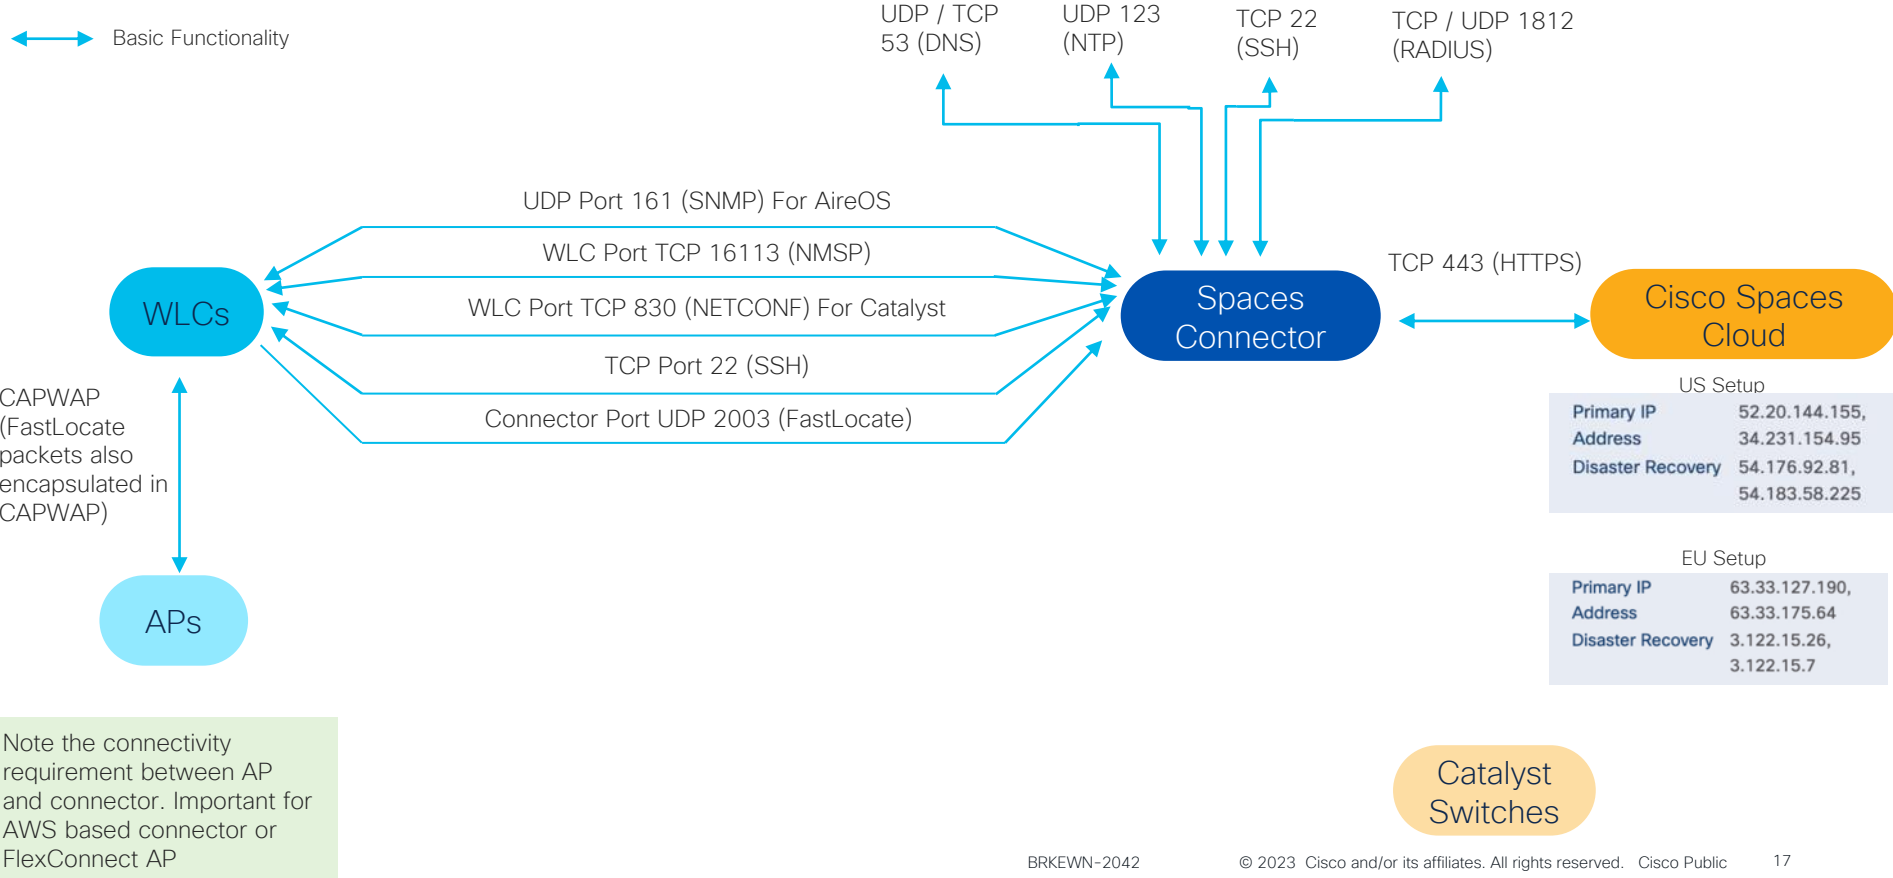 Basic Functionality
UDP / TCP
53 (DNS)
UDP 123
(NTP)
TCP 22
(SSH)
TCP / UDP 1812
(RADIUS)
UDP Port 161 (SNMP) For AireOS
WLC Port TCP 16113 (NMSP)
WLC Port TCP 830 (NETCONF) For Catalyst
TCP Port 22 (SSH)
Connector Port UDP 2003 (FastLocate)
WLCs
Spaces
Connector
TCP 443 (HTTPS)
Cisco Spaces
Cloud
CAPWAP
(FastLocate
packets also
encapsulated in
CAPWAP)
APs
US Setup
Primary IP 52.20.144.155,
Address 34.231.154.95
Disaster Recovery 54.176.92.81,
54.183.58.225
EU Setup
Primary IP 63.33.127.190,
Address 63.33.175.64
Disaster Recovery 3.122.15.26,
3.122.15.7
Note the connectivity
requirement between AP
and connector. Important for
AWS based connector or
FlexConnect AP
Catalyst
Switches
BRKEWN-2042 © 2023 Cisco and/or its affiliates. All rights reserved. Cisco Public 17